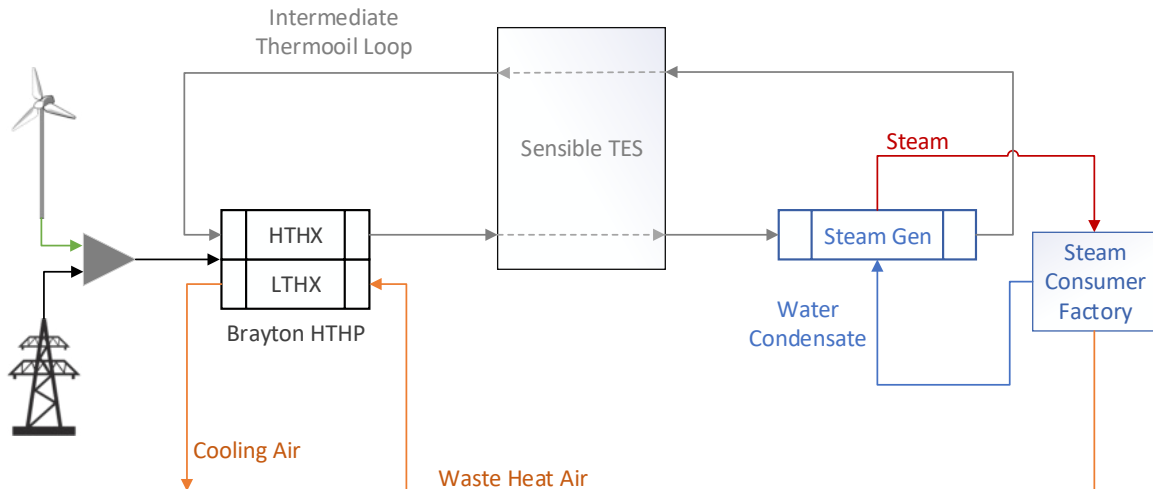 Intermediate
Thermooil Loop
Sensible TES
Steam
HTHX
Steam Gen
LTHX
Steam
Consumer
Factory
Brayton HTHP
Water
Condensate
Cooling Air
Waste Heat Air